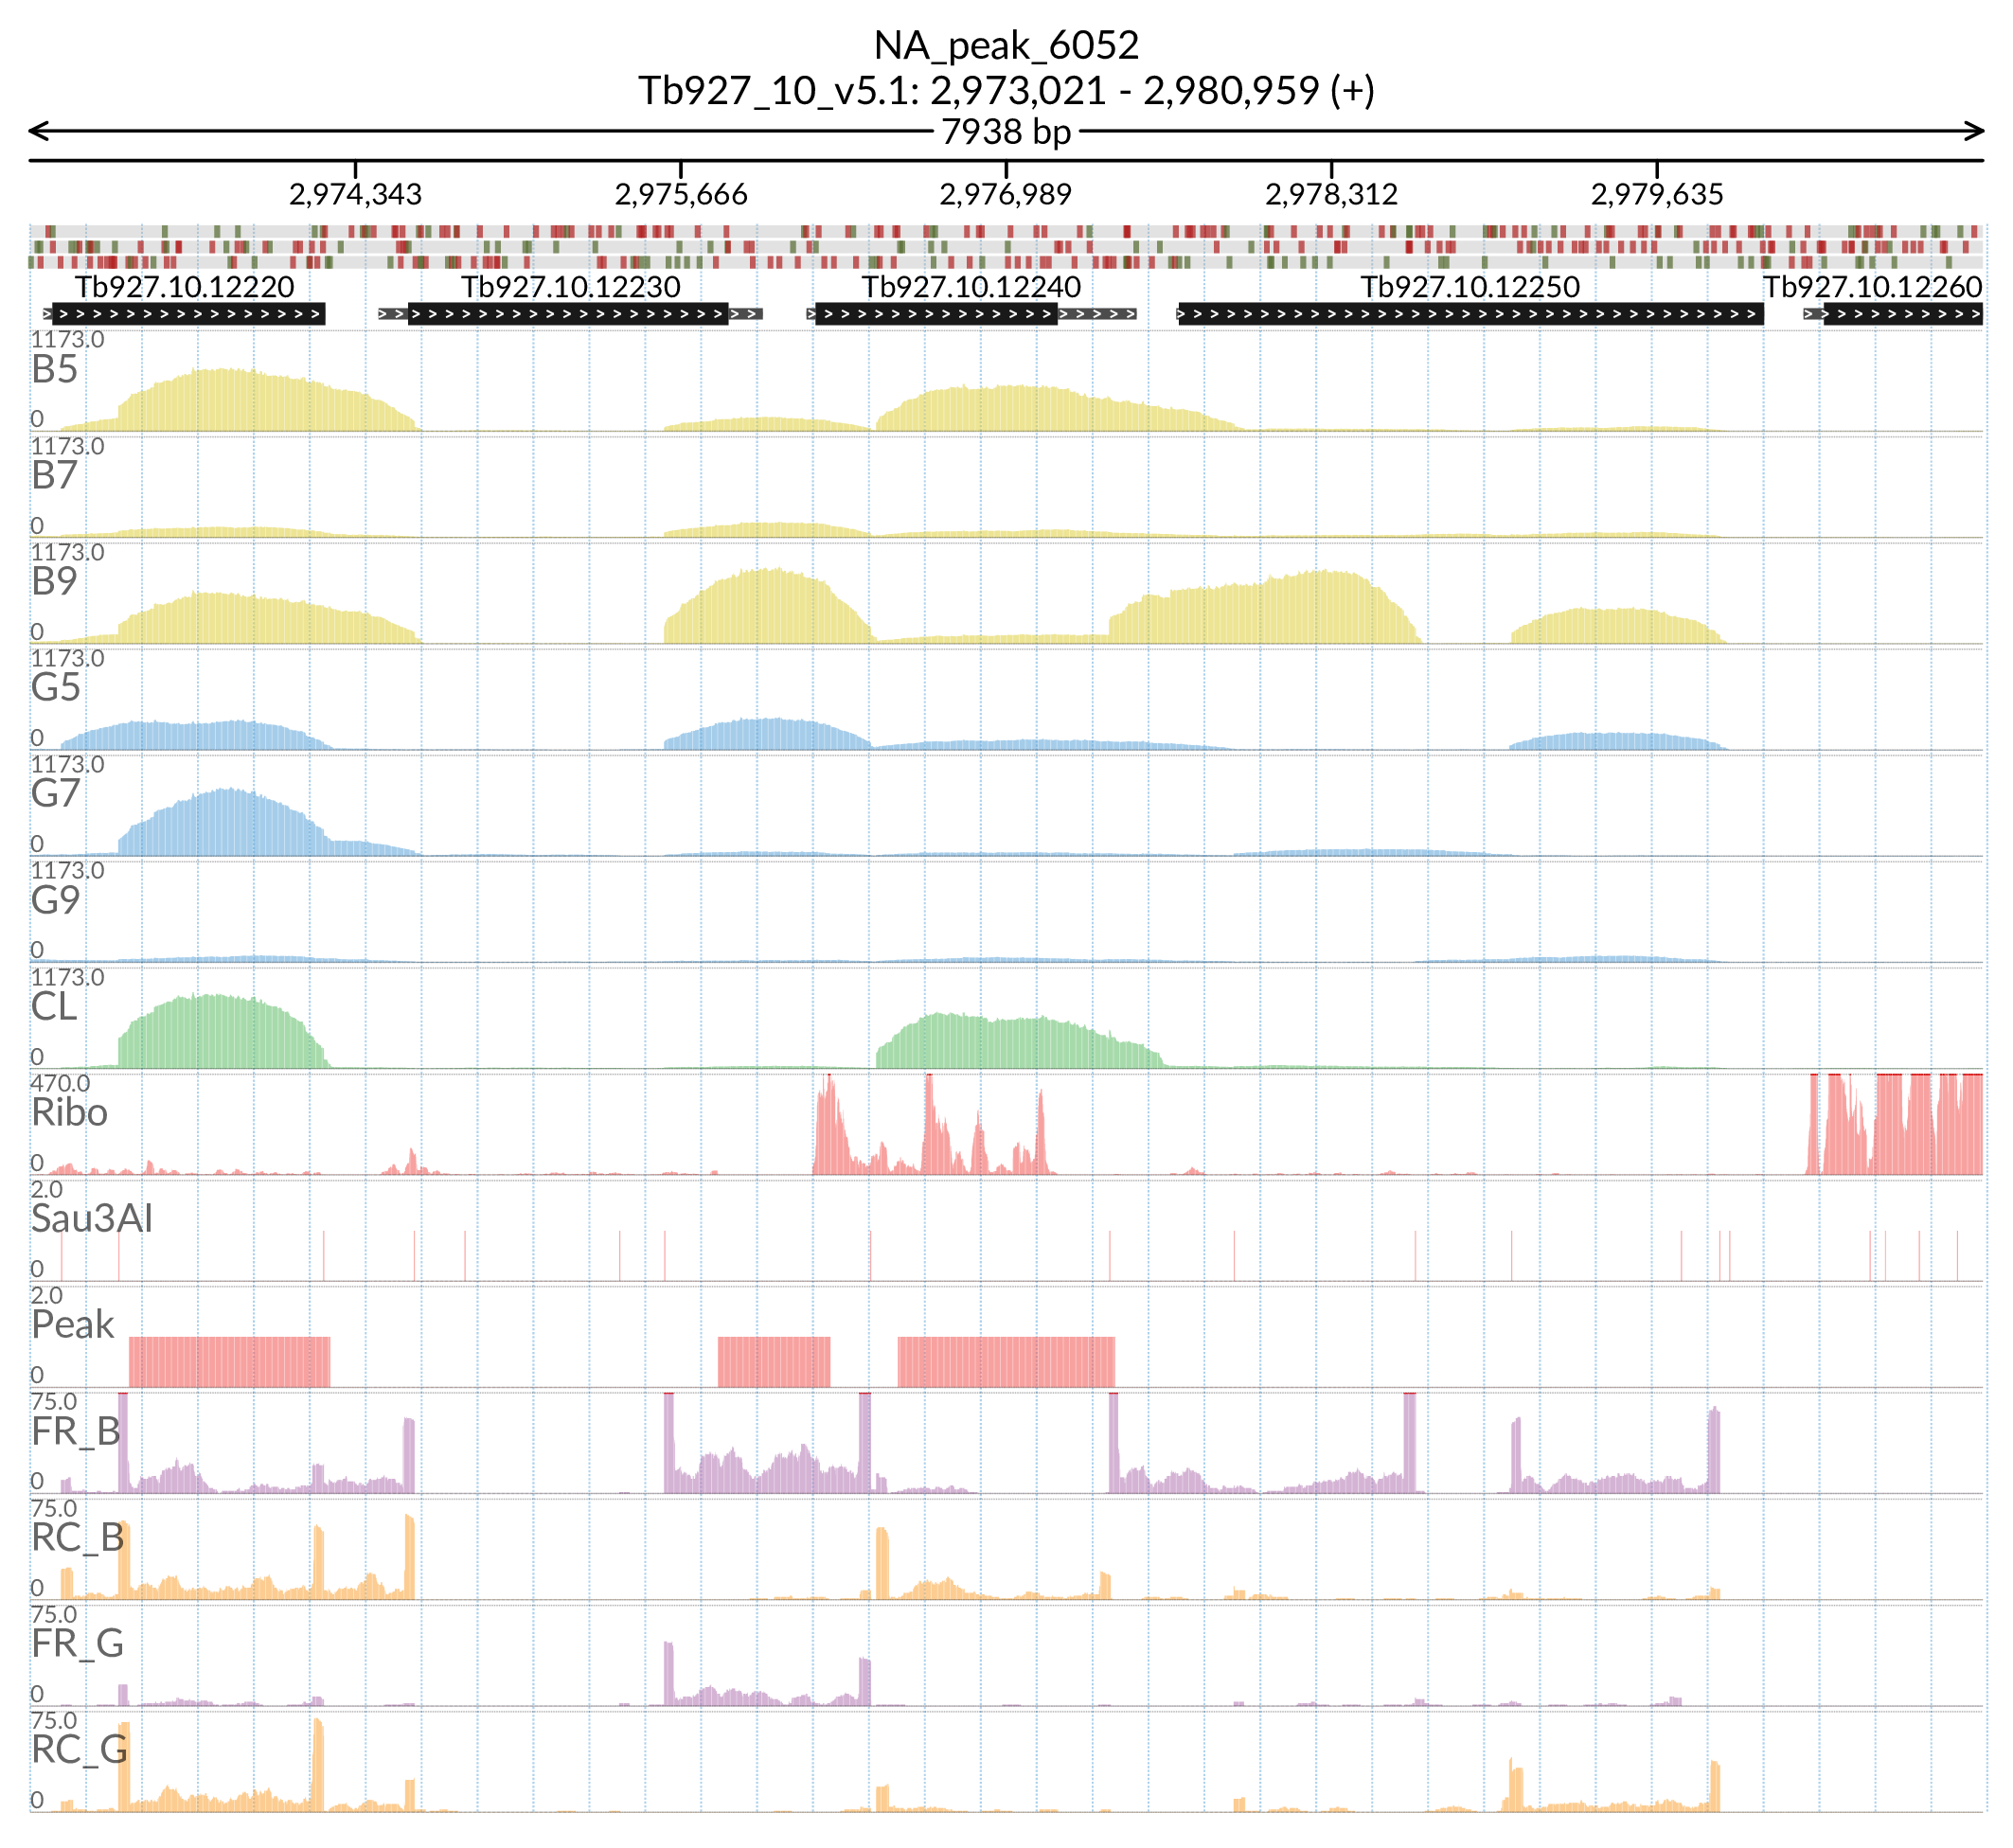 NA_peak_6052
Tb927_10_v5.1: 2,973,021 - 2,980,959 (+)
7938 bp
2,974,343 2,975,666 2,976,989 2,978,312 2,979,635
Tb927.10.12220 Tb927.10.12230 Tb927.10.12240 Tb927.10.12250 Tb927.10.12260
1173.0
B5
0
1173.0
B7
0
1173.0
B9
0
1173.0
G5
0
1173.0
G7
0
1173.0
G9
0
1173.0
CL
0
470.0
Ribo
0
2.0
Sau3AI
0
2.0
Peak
0
75.0
FR_B
0
75.0
RC_B
0
75.0
FR_G
0
75.0
RC_G
0